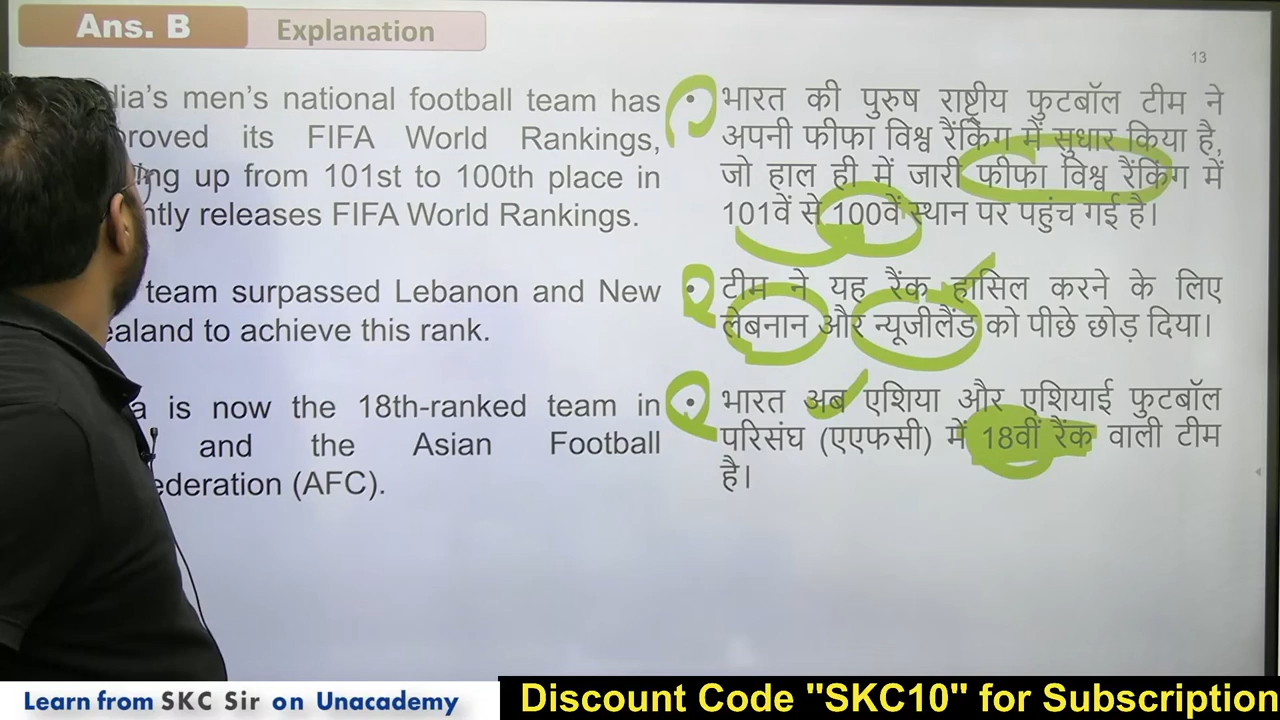 Ans. B
Explanation
13
dia's men's national football team has
proved its FIFA World Rankings,
ing up from 101st to 100th place in
ntly releases FIFA World Rankings.
team surpassed Lebanon and New
ealand to achieve this rank.
a is now the 18th-ranked team in
and the Asian Football
ederation (AFC).
• भारत की पुरुष राष्ट्रीय फुटबॉल टीम ने
अपनी फीफा विश्व रैंकिंग में सुधार किया है,
जो हाल ही में जारी फीफा विश्व रैंकिंग में
101वें से 100वें स्थान पर पहुंच गई है।
• टीम ने यह रैंक हासिल करने के लिए
लेबनान और न्यूजीलैंड को पीछे छोड़ दिया।
• भारत अब एशिया और एशियाई फुटबॉल
परिसंघ (एएफसी) में 18वीं रैंक वाली टीम
है।
Learn from SKC Sir on Unacademy
Discount Code "SKC10" for Subscription